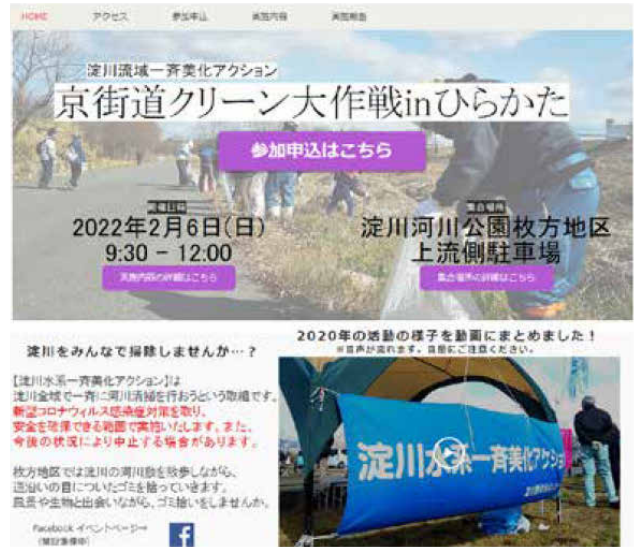 HOME アクセス 参加申込 実施内容 実施報告
淀川流域一斉美化アクション
京街道クリーン大作戦inひらかた
参加申込はこちら
2022年2月6日(日)
9:30 - 12:00
実施内容の詳細はこちら
淀川河川公園枚方地区
上流側駐車場
集合場所の詳細はこちら
淀川をみんなで掃除しませんか…?
【淀川水系一斉美化アクション】は
淀川全域で一斉に河川清掃を行おうという取組です。
新型コロナウィルス感染症対策を取り、
安全を確保できる範囲で実施いたします。また、
今後の状況により中止する場合があります。
枚方地区では淀川の河川敷を散歩しながら、
道沿いの目についたゴミを拾っていきます。
風景や生物と出会いながら、ゴミ拾いをしませんか。
Facebook イベントページ⇒
(開設準備中)
2020年の活動の様子を動画にまとめました!
※音声が流れます。音量にご注意ください。
淀川水系一斉美化アクション